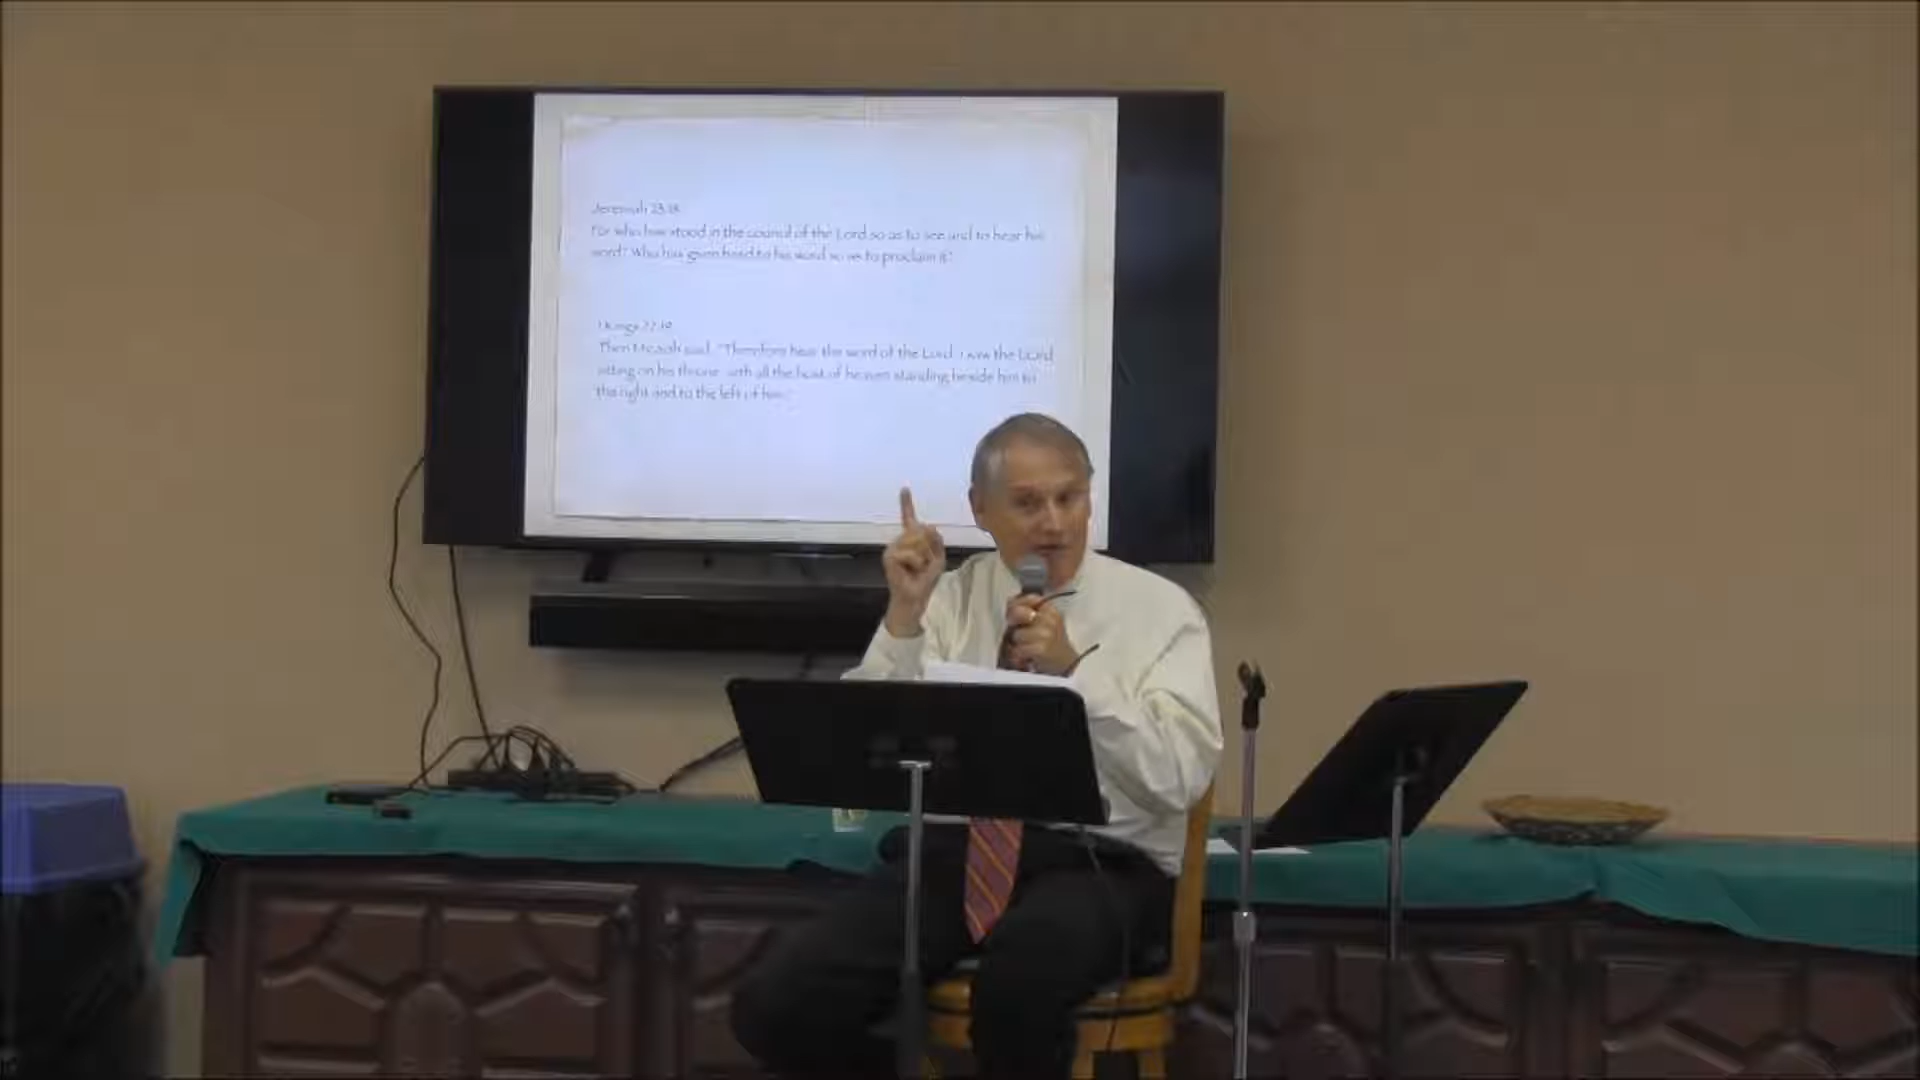 Jeremiah 23:18
For who has stood in the council of the Lord so as to see and to hear his
word? Who has given heed to his word so as to proclaim it?
1 Kings 22:19
Then Micaiah said, "Therefore hear the word of the Lord: I saw the Lord
sitting on his throne, with all the host of heaven standing beside him to
the right and to the left of him."